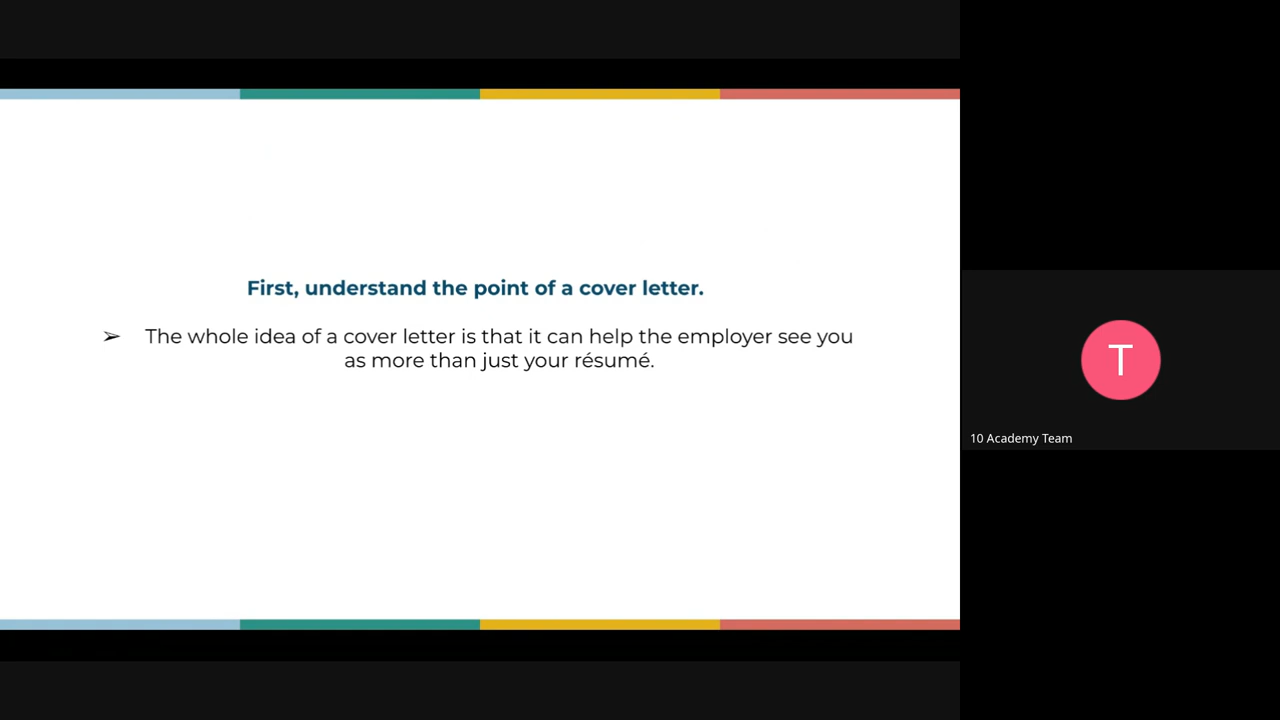 First, understand the point of a cover letter.
➢ The whole idea of a cover letter is that it can help the employer see you
as more than just your résumé.
T
10 Academy Team